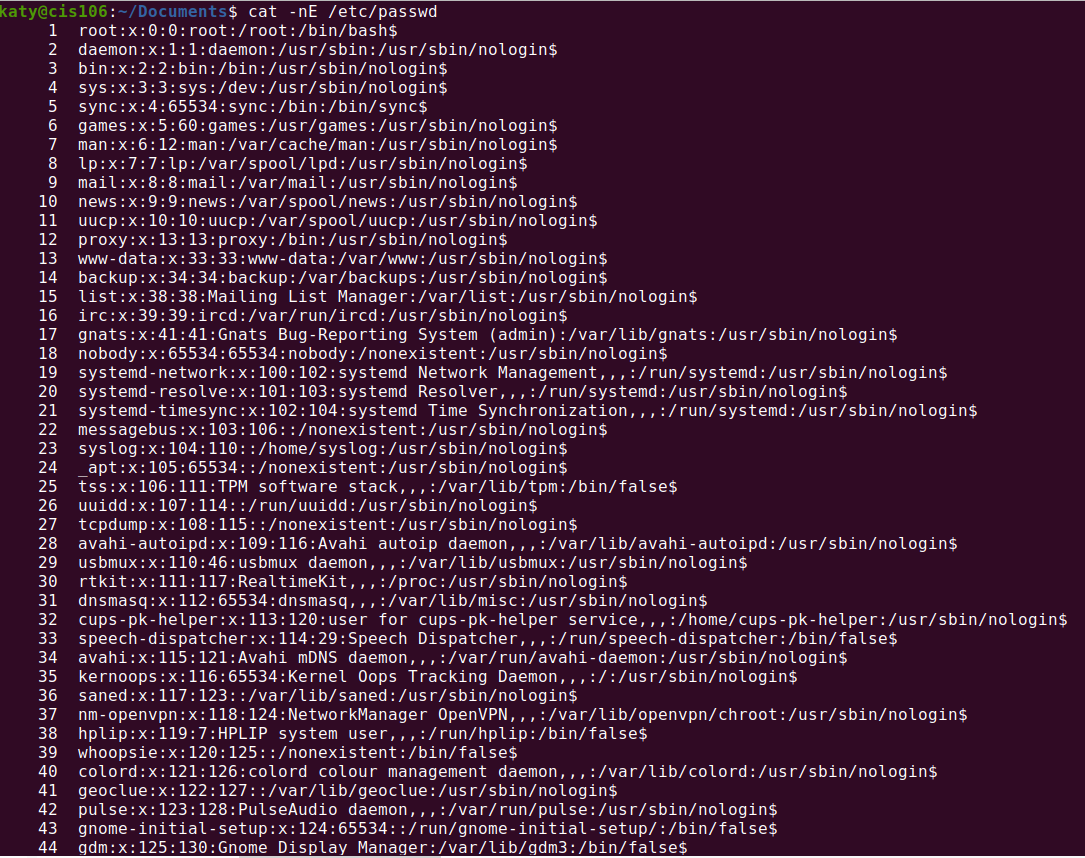 katy@cis106:~/Documents$ cat -nE /etc/passwd
1 root:x:0:0:root:/root:/bin/bash$
2 daemon:x:1:1:daemon:/usr/sbin:/usr/sbin/nologin$
3 bin:x:2:2:bin:/bin:/usr/sbin/nologin$
4 sys:x:3:3:sys:/dev:/usr/sbin/nologin$
5 sync:x:4:65534:sync:/bin:/bin/sync$
6 games:x:5:60:games:/usr/games:/usr/sbin/nologin$
7 man:x:6:12:man:/var/cache/man:/usr/sbin/nologin$
8 lp:x:7:7:lp:/var/spool/lpd:/usr/sbin/nologin$
9 mail:x:8:8:mail:/var/mail:/usr/sbin/nologin$
10 news:x:9:9:news:/var/spool/news:/usr/sbin/nologin$
11 uucp:x:10:10:uucp:/var/spool/uucp:/usr/sbin/nologin$
12 proxy:x:13:13:proxy:/bin:/usr/sbin/nologin$
13 www-data:x:33:33:www-data:/var/www:/usr/sbin/nologin$
14 backup:x:34:34:backup:/var/backups:/usr/sbin/nologin$
15 list:x:38:38:Mailing List Manager:/var/list:/usr/sbin/nologin$
16 irc:x:39:39:ircd:/var/run/ircd:/usr/sbin/nologin$
17 gnats:x:41:41:Gnats Bug-Reporting System (admin):/var/lib/gnats:/usr/sbin/nologin$
18 nobody:x:65534:65534:nobody:/nonexistent:/usr/sbin/nologin$
19 systemd-network:x:100:102:systemd Network Management,,,:/run/systemd:/usr/sbin/nologin$
20 systemd-resolve:x:101:103:systemd Resolver,,,:/run/systemd:/usr/sbin/nologin$
21 systemd-timesync:x:102:104:systemd Time Synchronization,,,:/run/systemd:/usr/sbin/nologin$
22 messagebus:x:103:106::/nonexistent:/usr/sbin/nologin$
23 syslog:x:104:110::/home/syslog:/usr/sbin/nologin$
24 _apt:x:105:65534::/nonexistent:/usr/sbin/nologin$
25 tss:x:106:111:TPM software stack,,,:/var/lib/tpm:/bin/false$
26 uuidd:x:107:114::/run/uuidd:/usr/sbin/nologin$
27 tcpdump:x:108:115::/nonexistent:/usr/sbin/nologin$
28 avahi-autoipd:x:109:116:Avahi autoip daemon,,,:/var/lib/avahi-autoipd:/usr/sbin/nologin$
29 usbmux:x:110:46:usbmux daemon,,,:/var/lib/usbmux:/usr/sbin/nologin$
30 rtkit:x:111:117:RealtimeKit,,,:/proc:/usr/sbin/nologin$
31 dnsmasq:x:112:65534:dnsmasq,,,:/var/lib/misc:/usr/sbin/nologin$
32 cups-pk-helper:x:113:120:user for cups-pk-helper service,,,:/home/cups-pk-helper:/usr/sbin/nologin$
33 speech-dispatcher:x:114:29:Speech Dispatcher,,,:/run/speech-dispatcher:/bin/false$
34 avahi:x:115:121:Avahi mDNS daemon,,,:/var/run/avahi-daemon:/usr/sbin/nologin$
35 kernoops:x:116:65534:Kernel Oops Tracking Daemon,,,:/:/usr/sbin/nologin$
36 saned:x:117:123::/var/lib/saned:/usr/sbin/nologin$
37 nm-openvpn:x:118:124:NetworkManager OpenVPN,,,:/var/lib/openvpn/chroot:/usr/sbin/nologin$
38 hplip:x:119:7:HPLIP system user,,,:/run/hplip:/bin/false$
39 whoopsie:x:120:125::/nonexistent:/bin/false$
40 colord:x:121:126:colord colour management daemon,,,:/var/lib/colord:/usr/sbin/nologin$
41 geoclue:x:122:127::/var/lib/geoclue:/usr/sbin/nologin$
42 pulse:x:123:128:PulseAudio daemon,,,:/var/run/pulse:/usr/sbin/nologin$
43 gnome-initial-setup:x:124:65534::/run/gnome-initial-setup/:/bin/false$
44 gdm:x:125:130:Gnome Display Manager:/var/lib/gdm3:/bin/false$